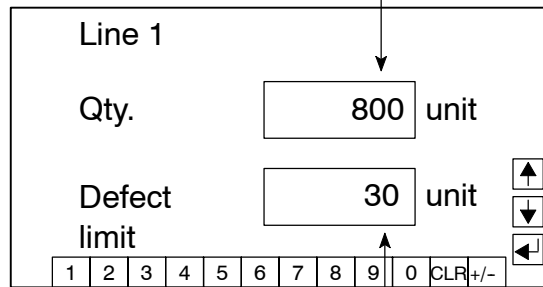 Line 1
Qty. 800 unit
Defect 30 unit
limit
1 2 3 4 5 6 7 8 9 0 CLR +/-